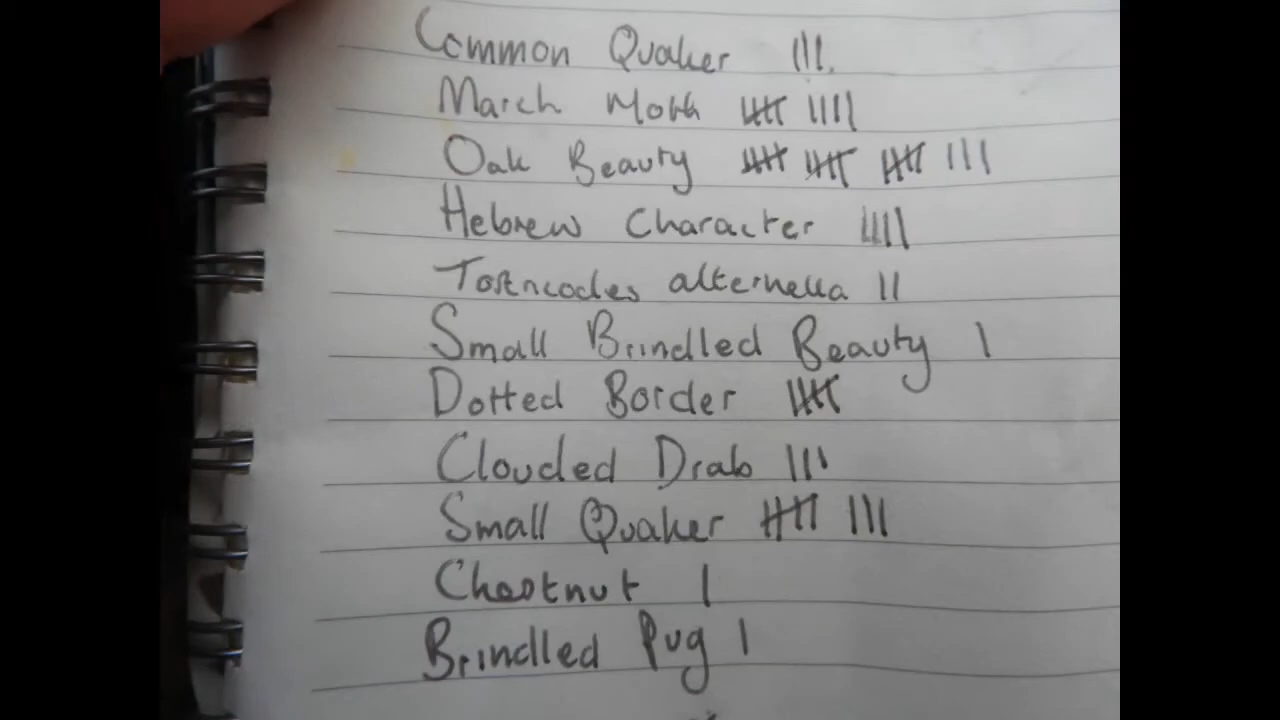 Common Quaker III.
March Moth IIII IIII
Oak Beauty IIII IIII IIII III
Hebrew Character IIII
Tortricodes alternella II
Small Brindled Beauty I
Dotted Border IIII
Clouded Drab III
Small Quaker IIII III
Chestnut I
Brindled Pug I